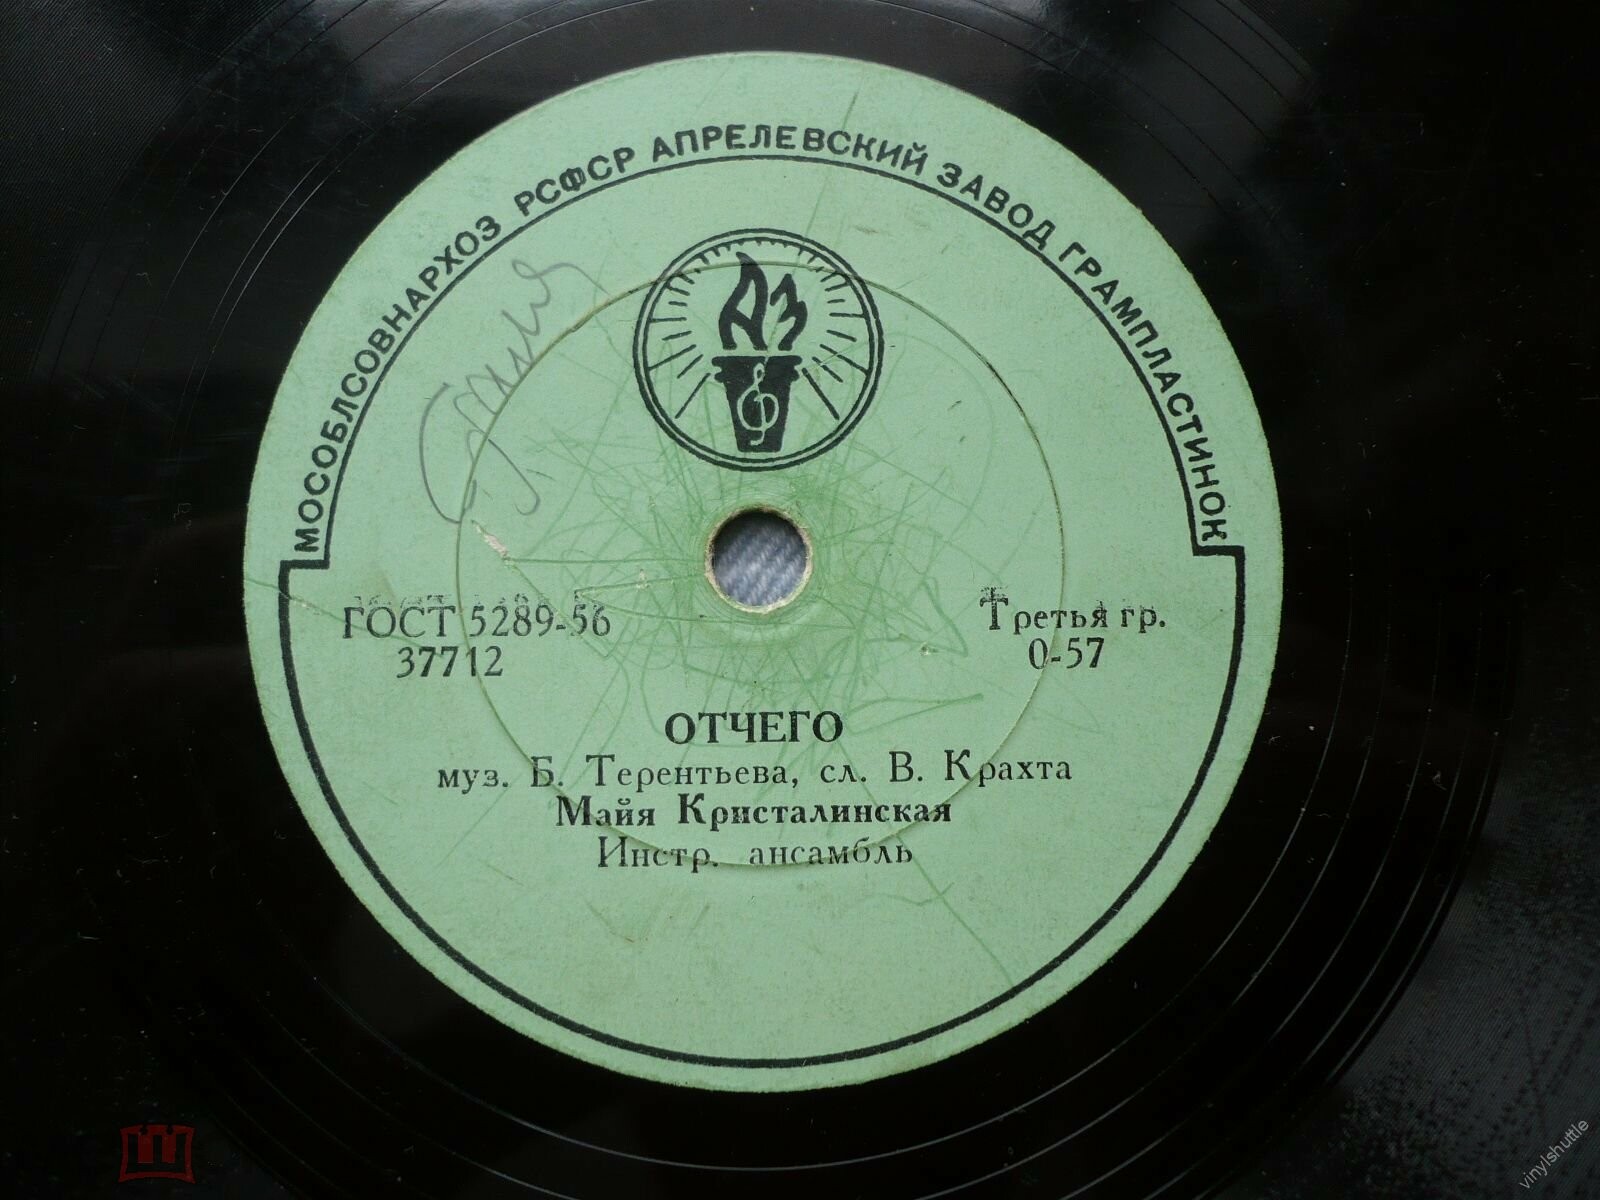 МОСОБЛСОВНАРХОЗ РСФСР АПРЕЛЕВСКИЙ ЗАВОД ГРАМПЛАСТИНОК
АЗ
ГОСТ 5289-56
37712
Третья гр.
0-57
ОТЧЕГО
муз. Б. Терентьева, сл. В. Крахта
Майя Кристалинская
Инстр. ансамбль
vinylshuttle